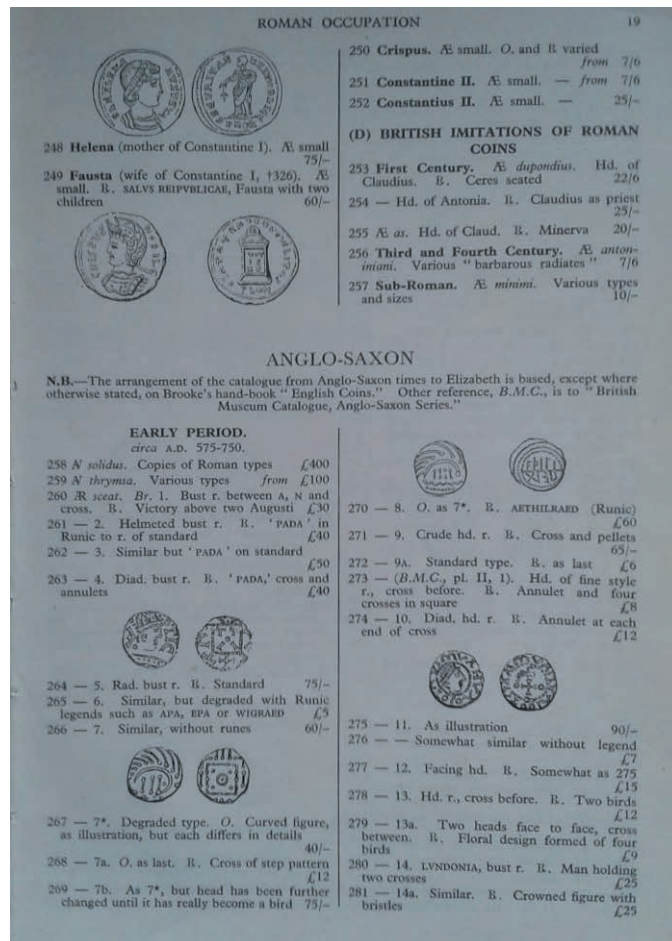 ROMAN OCCUPATION 19
248 Helena (mother of Constantine I). Æ small
75/–
249 Fausta (wife of Constantine I, †326). Æ
small. R. SALVS REIPVBLICAE, Fausta with two
children 60/–
250 Crispus. Æ small. O. and R. varied
from 7/6
251 Constantine II. Æ small. — from 7/6
252 Constantius II. Æ small. — 25/–
(D) BRITISH IMITATIONS OF ROMAN
COINS
253 First Century. Æ dupondius. Hd. of
Claudius. R. Ceres seated 22/6
254 — Hd. of Antonia. R. Claudius as priest
25/–
255 Æ as. Hd. of Claud. R. Minerva 20/–
256 Third and Fourth Century. Æ anton-
iniani. Various “ barbarous radiates ” 7/6
257 Sub-Roman. Æ minimi. Various types
and sizes 10/–
ANGLO-SAXON
N.B.—The arrangement of the catalogue from Anglo-Saxon times to Elizabeth is based, except where
otherwise stated, on Brooke's hand-book “ English Coins.” Other reference, B.M.C., is to “ British
Museum Catalogue, Anglo-Saxon Series.”
EARLY PERIOD.
circa A.D. 575-750.
258 N solidus. Copies of Roman types £400
259 N thrymsa. Various types from £100
260 Æ sceat. Br. 1. Bust r. between A, N and
cross. R. Victory above two Augusti £30
261 — 2. Helmeted bust r. R. ‘ PADA ’ in
Runic to r. of standard £40
262 — 3. Similar but ‘ PADA ’ on standard
£50
263 — 4. Diad. bust r. R. ‘ PADA,’ cross and
annulets £40
264 — 5. Rad. bust r. R. Standard 75/–
265 — 6. Similar, but degraded with Runic
legends such as APA, EPA or WIGRAED £5
266 — 7. Similar, without runes 60/–
267 — 7*. Degraded type. O. Curved figure,
as illustration, but each differs in details
40/–
268 — 7a. O. as last. R. Cross of step pattern
£12
269 — 7b. As 7*, but head has been further
changed until it has really become a bird 75/–
270 — 8. O. as 7*. R. AETHILRAED (Runic)
£60
271 — 9. Crude hd. r. R. Cross and pellets
65/–
272 — 9A. Standard type. R. as last £6
273 — (B.M.C., pl. II, 1). Hd. of fine style
r., cross before. R. Annulet and four
crosses in square £8
274 — 10. Diad. hd. r. R. Annulet at each
end of cross £12
275 — 11. As illustration 90/–
276 — — Somewhat similar without legend
£7
277 — 12. Facing hd. R. Somewhat as 275
£15
278 — 13. Hd. r., cross before. R. Two birds
£12
279 — 13a. Two heads face to face, cross
between. R. Floral design formed of four
birds £9
280 — 14. LVNDONIA, bust r. R. Man holding
two crosses £25
281 — 14a. Similar. R. Crowned figure with
bristles £25